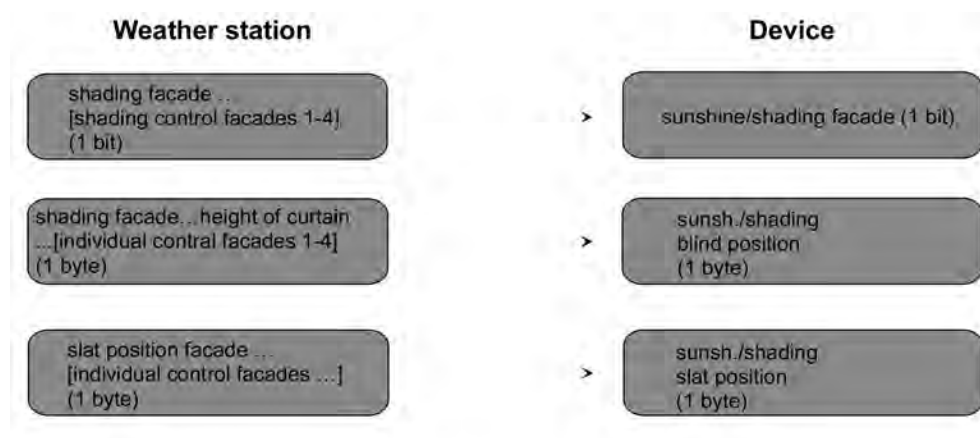 Weather station
Device
shading facade ...
[shading control facades 1-4]
(1 bit)
sunshine/shading facade (1 bit)
shading facade...height of curtain
...[individual contral facades 1-4]
(1 byte)
sunsh./shading
blind position
(1 byte)
slat position facade ...
[individual control facades ...]
(1 byte)
sunsh./shading
slat position
(1 byte)